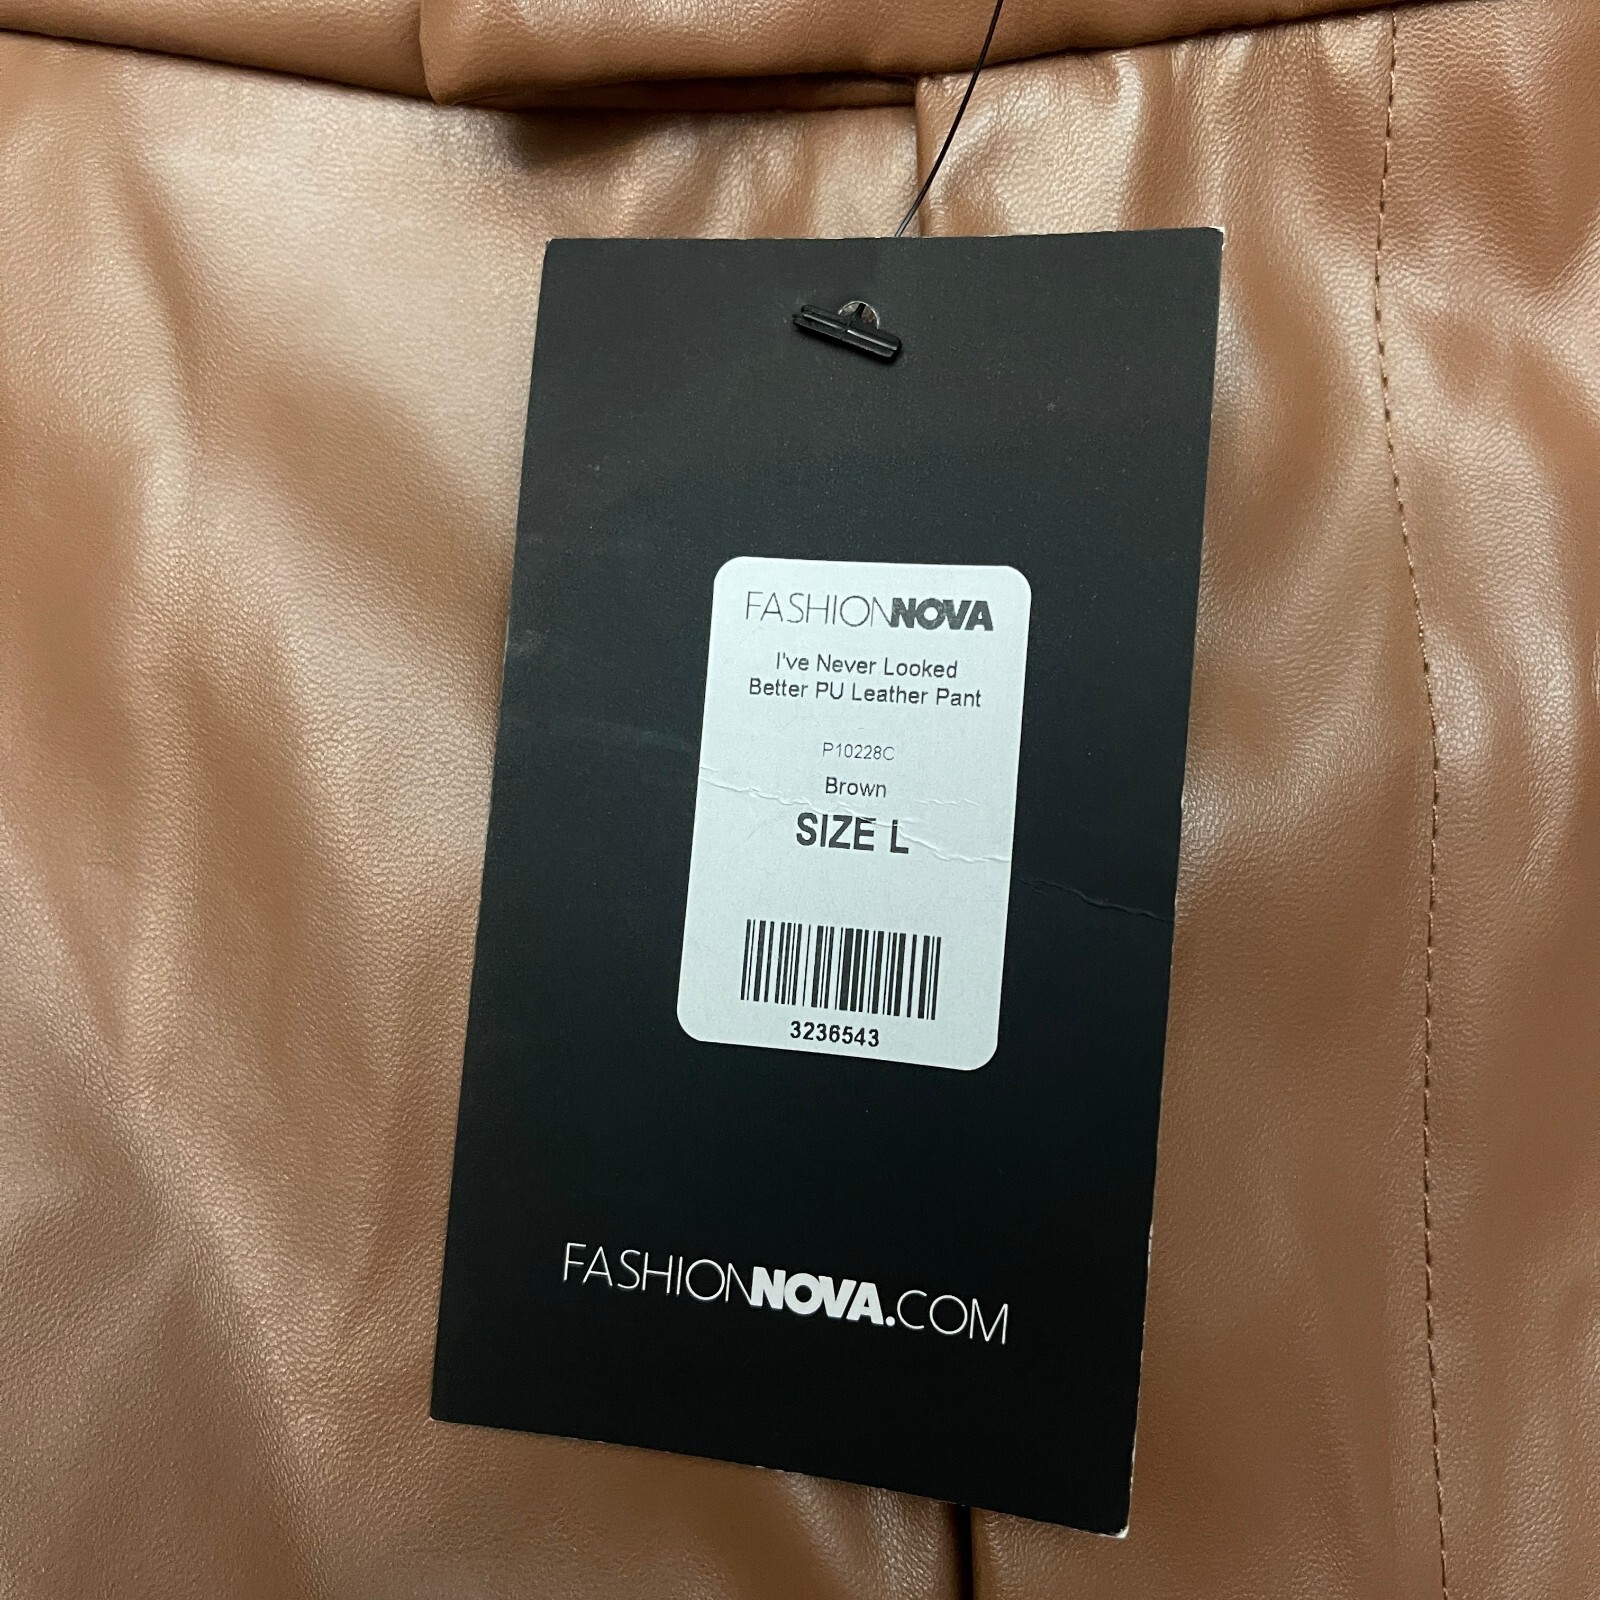 FASHIONNOVA
I've Never Looked
Better PU Leather Pant
P10228C
Brown
SIZE L
3236543
FASHIONNOVA.COM